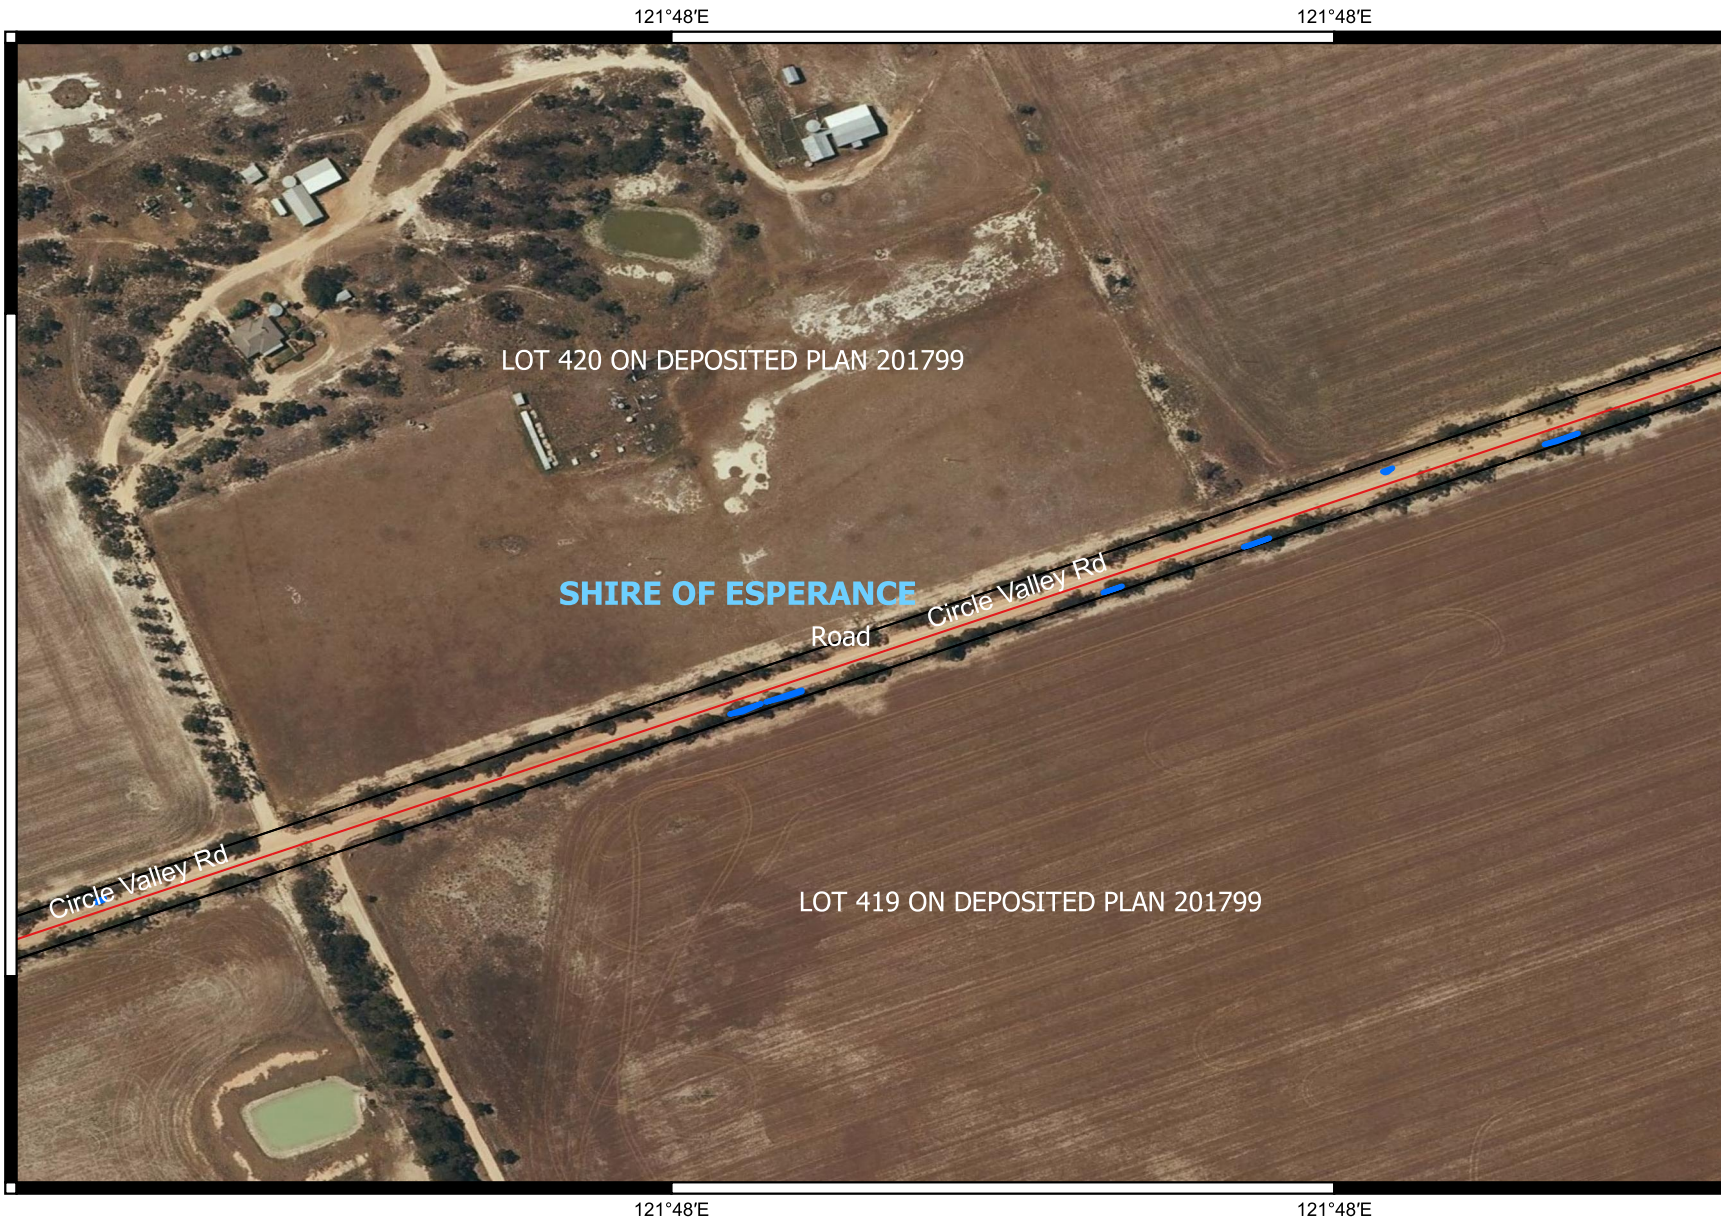 121°48'E
121°48'E
LOT 420 ON DEPOSITED PLAN 201799
SHIRE OF ESPERANCE
Circle Valley Rd
Road
Circle Valley Rd
LOT 419 ON DEPOSITED PLAN 201799
121°48'E
121°48'E